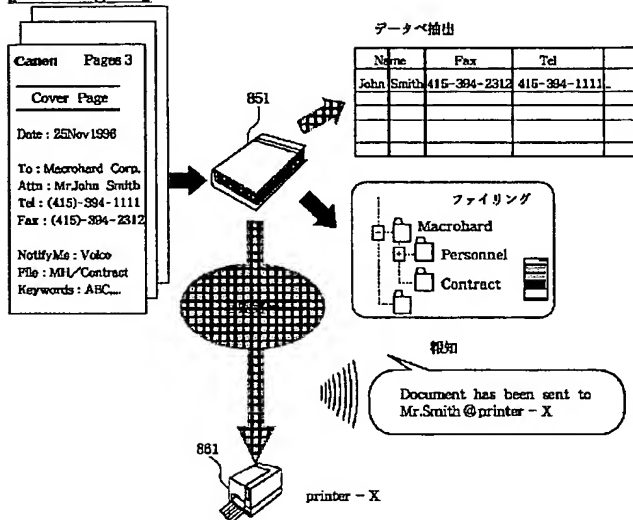 Canon Pages 3
Cover Page
Date : 25Nov1996
To : Macrohard Corp.
Attn : Mr.John Smith
Tel : (415)-394-1111
Fax : (415)-394-2312
NotifyMe : Voice
File : MH/Contract
Keywords : ABC,...
851
データベ抽出
Name Fax Tel
John Smith 415-394-2312 415-394-1111..
ファイリング
Macrohard
Personnel
Contract
報知
Document has been sent to
Mr.Smith @ printer - X
861
printer - X